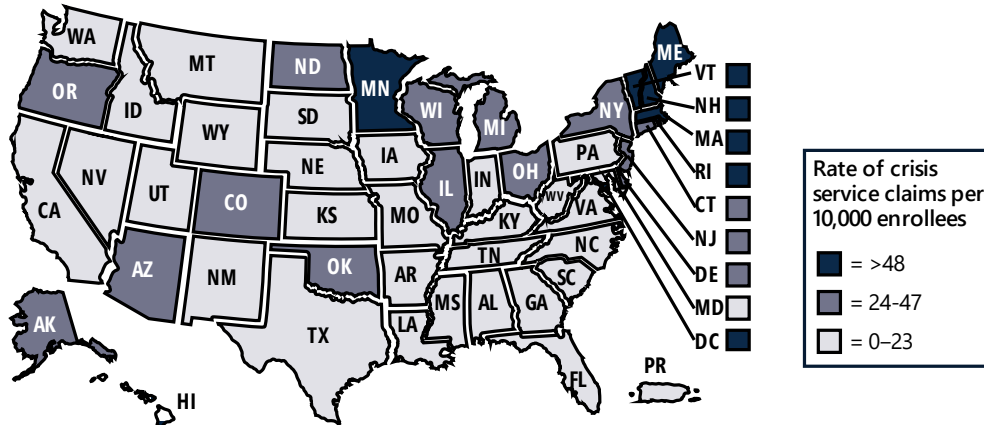 WA
MT
ND
MN
ME
OR
ID
SD
WI
MI
NY
WY
VT
NH
MA
RI
CT
NJ
DE
MD
DC
NE
IA
PA
NV
UT
CO
IL
IN
OH
WV
VA
CA
KS
MO
KY
NC
TN
AZ
NM
OK
AR
SC
MS
AL
GA
LA
TX
AK
FL
PR
HI
Rate of crisis
service claims per
10,000 enrollees
= >48
= 24-47
= 0–23